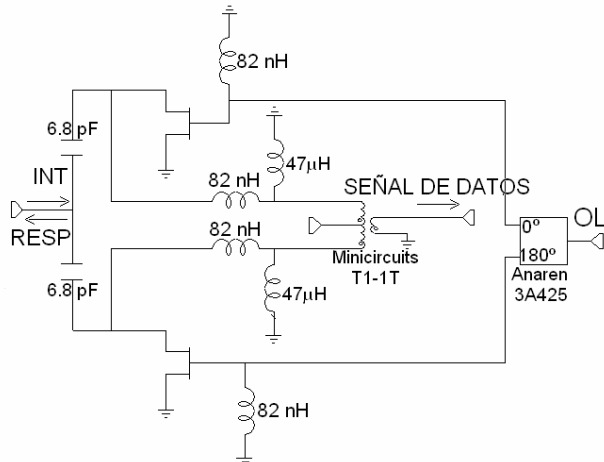 82 nH
6.8 pF
47µH
82 nH
INT
SEÑAL DE DATOS
OL
RESP
0º
180º
82 nH
Minicircuits
T1-1T
Anaren
3A425
6.8 pF
47µH
82 nH